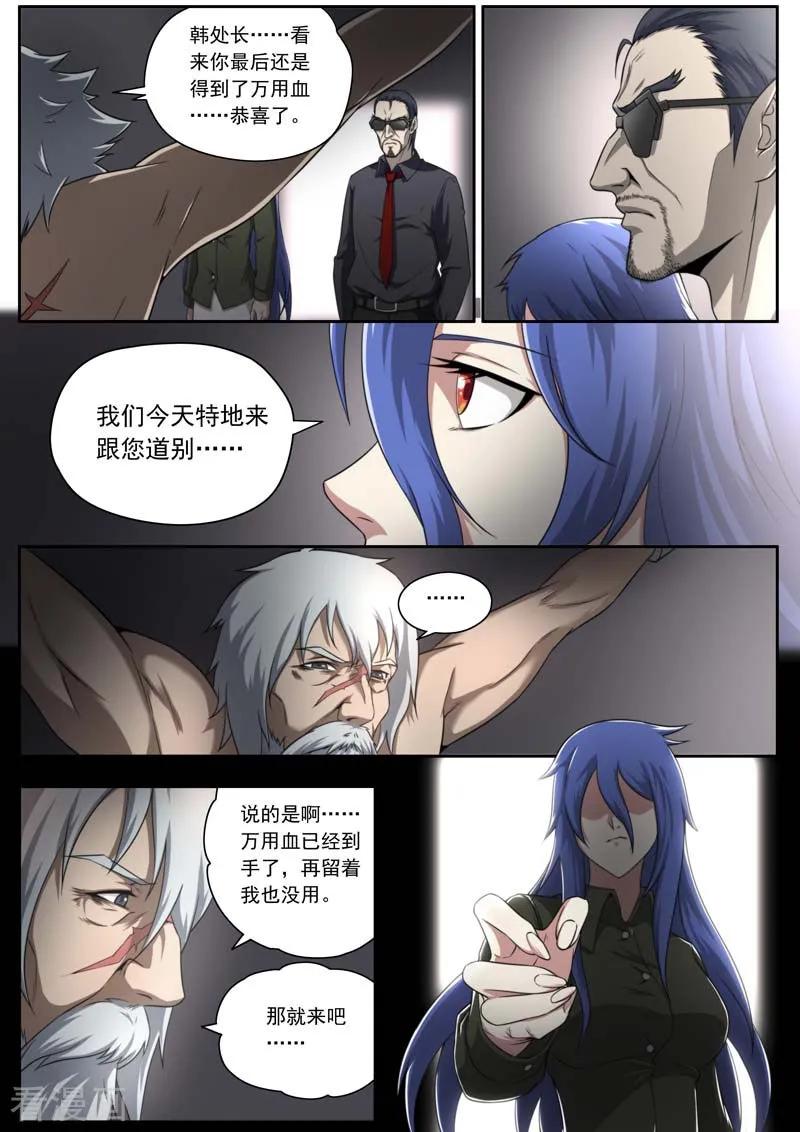 韩处长……看
来你最后还是
得到了万用血
……恭喜了。
我们今天特地来
跟您道别……
……
说的是啊……
万用血已经到
手了，再留着
我也没用。
那就来吧
……
看漫画